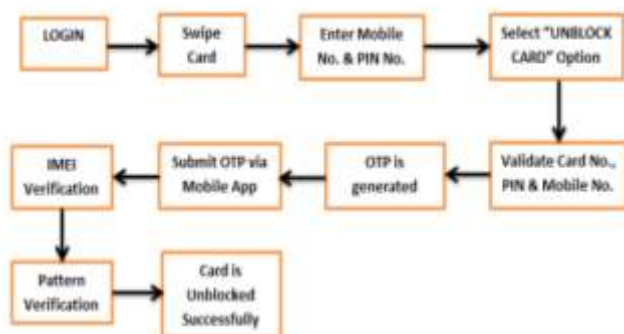 LOGIN
Swipe
Card
Enter Mobile
No. & PIN No.
Select "UNBLOCK
CARD" Option
Validate Card No.,
PIN & Mobile No.
OTP is
generated
Submit OTP via
Mobile App
IMEI
Verification
Pattern
Verification
Card is
Unblocked
Successfully